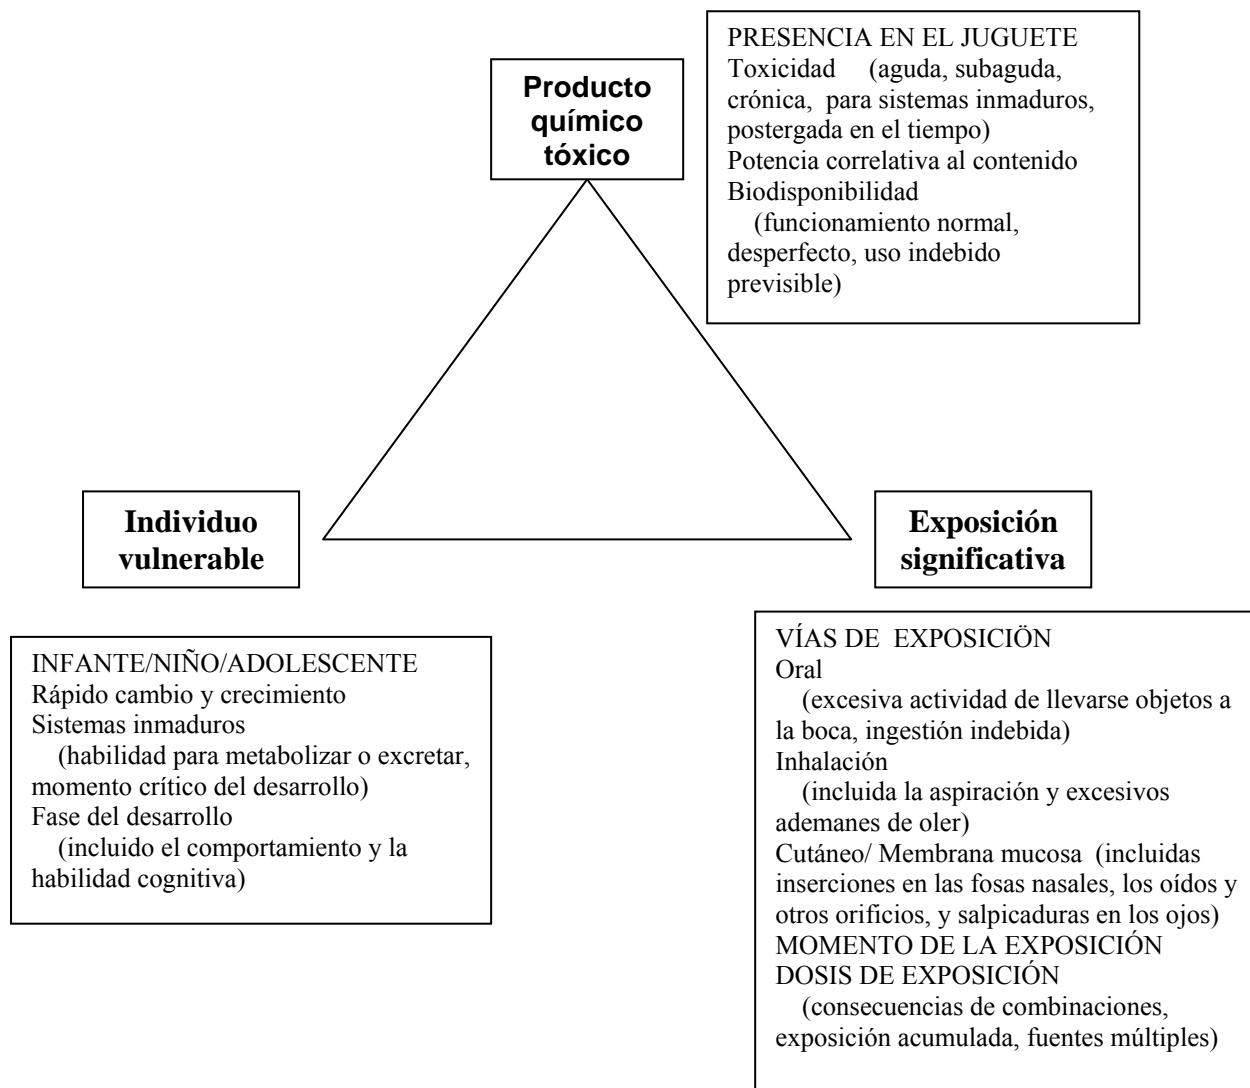 Producto
químico
tóxico
PRESENCIA EN EL JUGUETE
Toxicidad (aguda, subaguda,
crónica, para sistemas inmaduros,
postergada en el tiempo)
Potencia correlativa al contenido
Biodisponibilidad
(funcionamiento normal,
desperfecto, uso indebido
previsible)
Individuo
vulnerable
INFANTE/NIÑO/ADOLESCENTE
Rápido cambio y crecimiento
Sistemas inmaduros
(habilidad para metabolizar o excretar,
momento crítico del desarrollo)
Fase del desarrollo
(incluido el comportamiento y la
habilidad cognitiva)
Exposición
significativa
VÍAS DE EXPOSICIÖN
Oral
(excesiva actividad de llevarse objetos a
la boca, ingestión indebida)
Inhalación
(incluida la aspiración y excesivos
ademanes de oler)
Cutáneo/ Membrana mucosa (incluidas
inserciones en las fosas nasales, los oídos y
otros orificios, y salpicaduras en los ojos)
MOMENTO DE LA EXPOSICIÓN
DOSIS DE EXPOSICIÓN
(consecuencias de combinaciones,
exposición acumulada, fuentes múltiples)